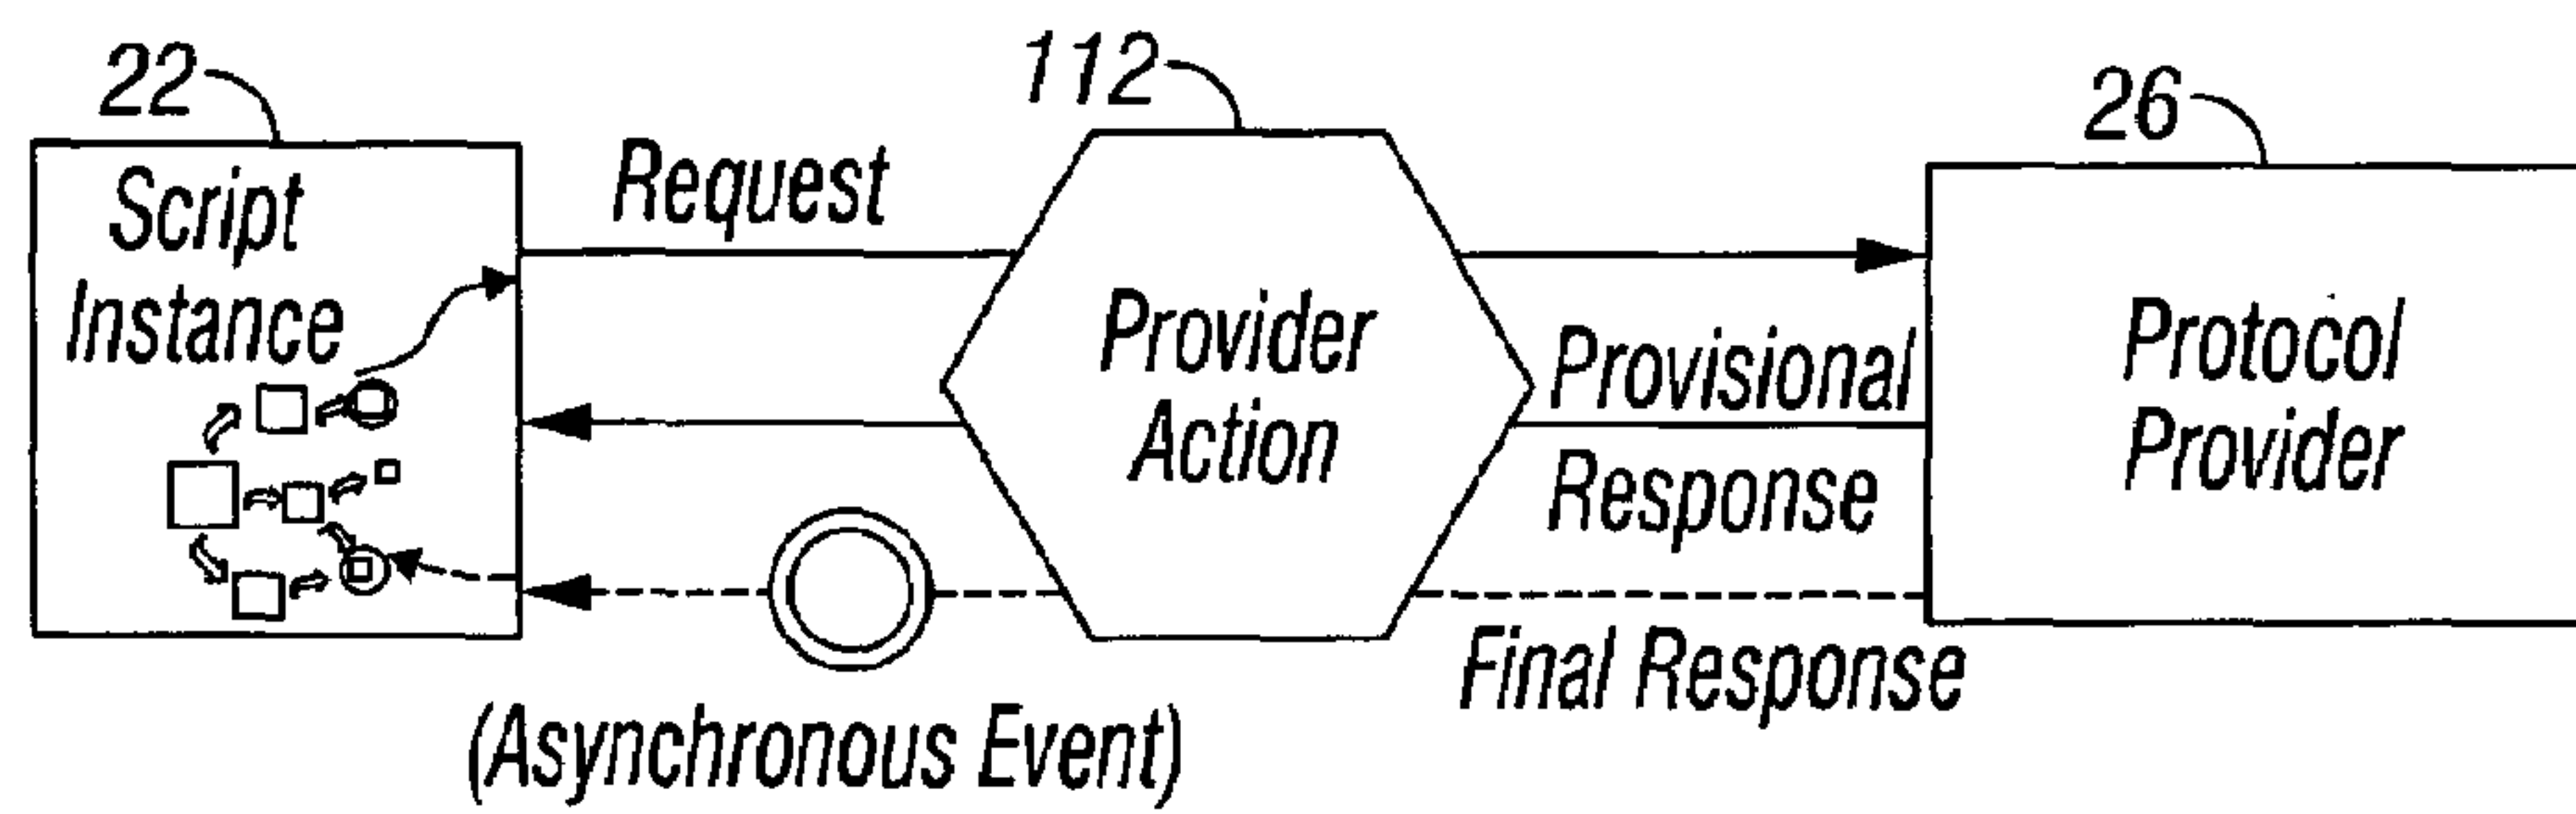 22
112
26
Script
Instance
Request
Provider
Action
Provisional
Response
Protocol
Provider
Final Response
(Asynchronous Event)